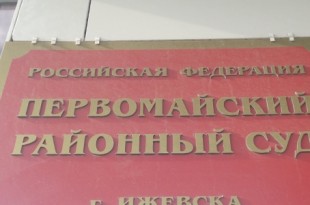 РОССИЙСКАЯ ФЕДЕРАЦИЯ
ПЕРВОМАЙСКИЙ
РАЙОННЫЙ СУД
Г. ИЖЕВСКА